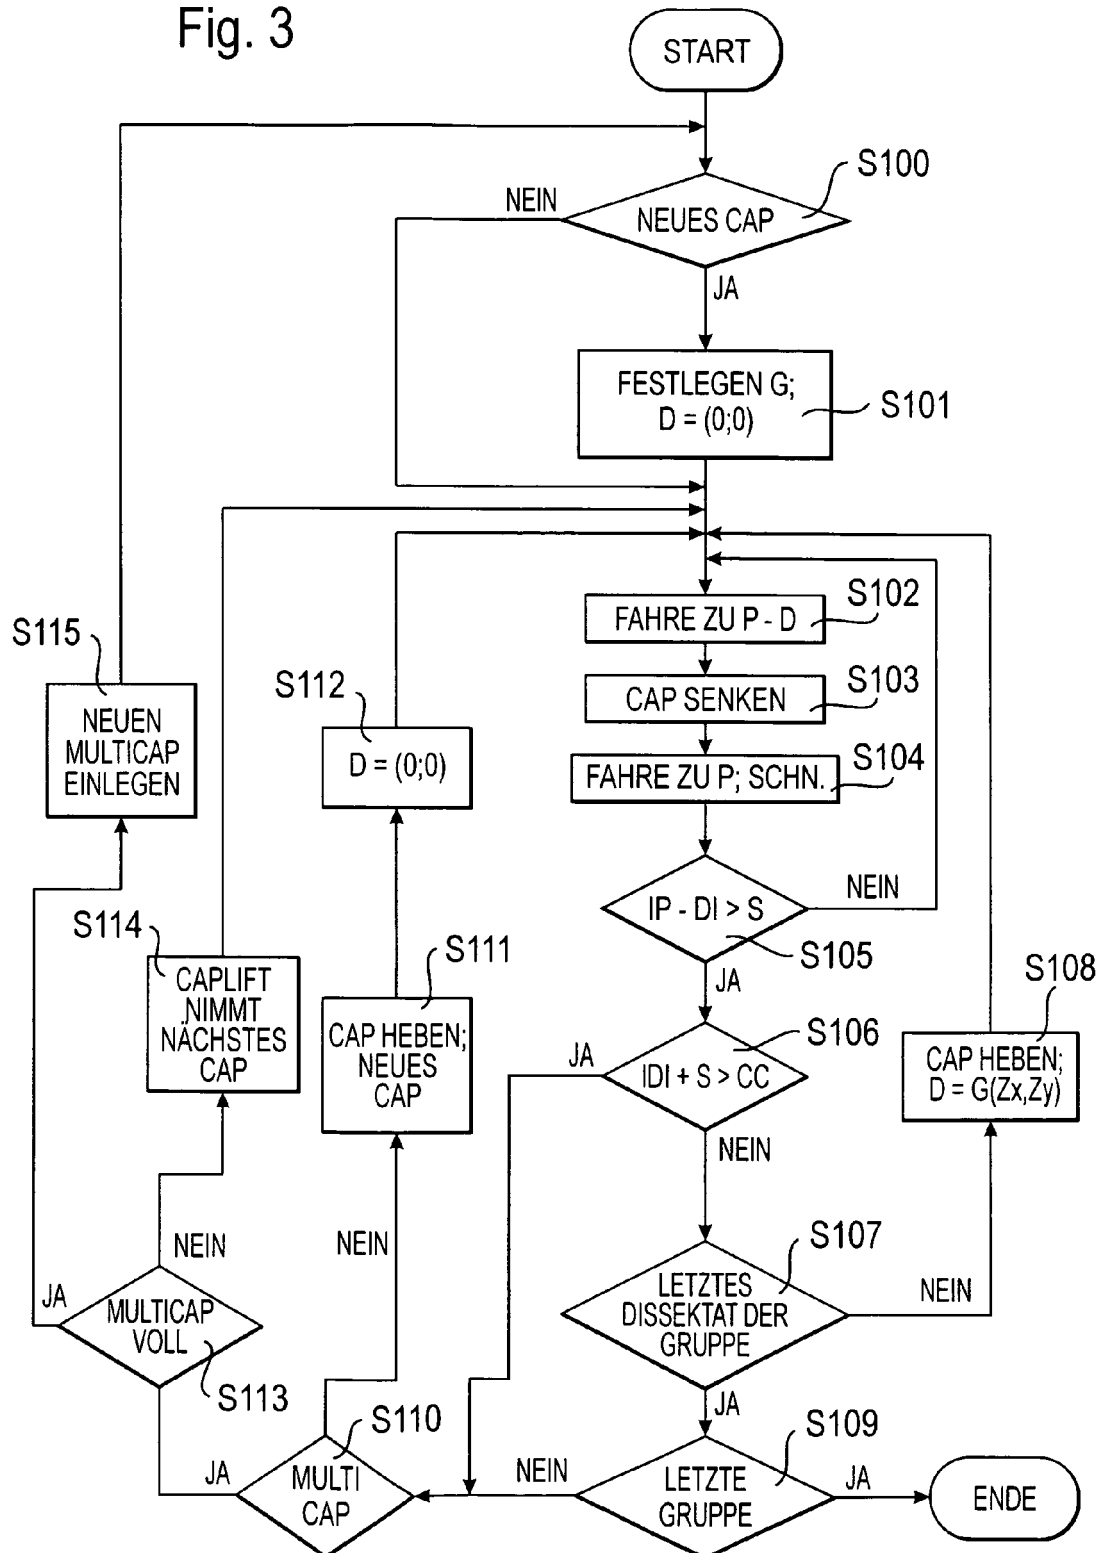 Fig. 3
START
S100
NEIN
NEUES CAP
JA
FESTLEGEN G;
D = (0;0)
S101
S102
FAHRE ZU P - D
S103
CAP SENKEN
S104
FAHRE ZU P; SCHN.
S115
NEUEN
MULTICAP
EINLEGEN
S112
D = (0;0)
IP - DI > S
NEIN
S105
JA
S114
CAPLIFT
NIMMT
NÄCHSTES
CAP
S111
CAP HEBEN;
NEUES
CAP
S106
JA
IDI + S > CC
NEIN
S108
CAP HEBEN;
D = G(Zx,Zy)
S107
LETZTES
DISSEKTAT DER
GRUPPE
NEIN
JA
NEIN
NEIN
JA
MULTICAP
VOLL
S113
S110
JA
MULTI
CAP
S109
NEIN
LETZTE
GRUPPE
JA
ENDE